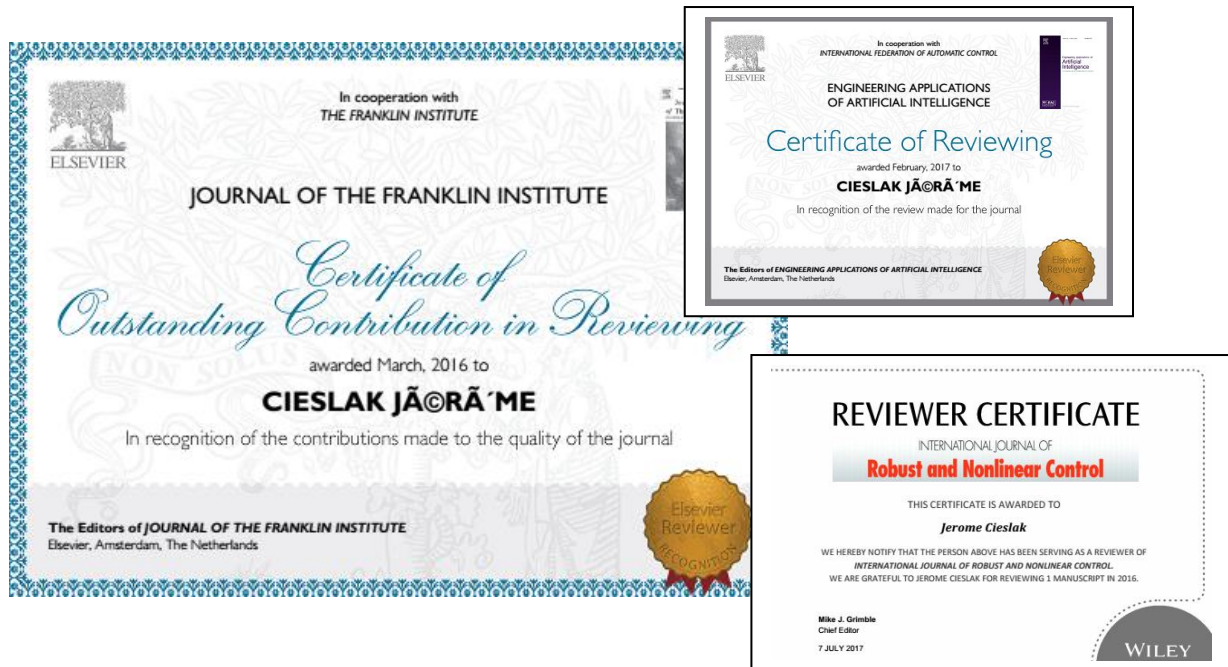 ELSEVIER
In cooperation with
THE FRANKLIN INSTITUTE
JOURNAL OF THE FRANKLIN INSTITUTE
Certificate of
Outstanding Contribution in Reviewing
awarded March, 2016 to
CIESLAK JÃ©RÃ´ME
In recognition of the contributions made to the quality of the journal
The Editors of JOURNAL OF THE FRANKLIN INSTITUTE
Elsevier, Amsterdam, The Netherlands
Elsevier
Reviewer
RECOGNITION
NON SOLUS
ELSEVIER
In cooperation with
INTERNATIONAL FEDERATION OF AUTOMATIC CONTROL
ENGINEERING APPLICATIONS
OF ARTIFICIAL INTELLIGENCE
Artificial
Intelligence
Certificate of Reviewing
awarded February, 2017 to
CIESLAK JÃ©RÃ´ME
In recognition of the review made for the journal
The Editors of ENGINEERING APPLICATIONS OF ARTIFICIAL INTELLIGENCE
Elsevier, Amsterdam, The Netherlands
Elsevier
Reviewer
RECOGNITION
REVIEWER CERTIFICATE
INTERNATIONAL JOURNAL OF
Robust and Nonlinear Control
THIS CERTIFICATE IS AWARDED TO
Jerome Cieslak
WE HEREBY NOTIFY THAT THE PERSON ABOVE HAS BEEN SERVING AS A REVIEWER OF
INTERNATIONAL JOURNAL OF ROBUST AND NONLINEAR CONTROL.
WE ARE GRATEFUL TO JEROME CIESLAK FOR REVIEWING 1 MANUSCRIPT IN 2016.
Mike J. Grimble
Chief Editor
7 JULY 2017
WILEY